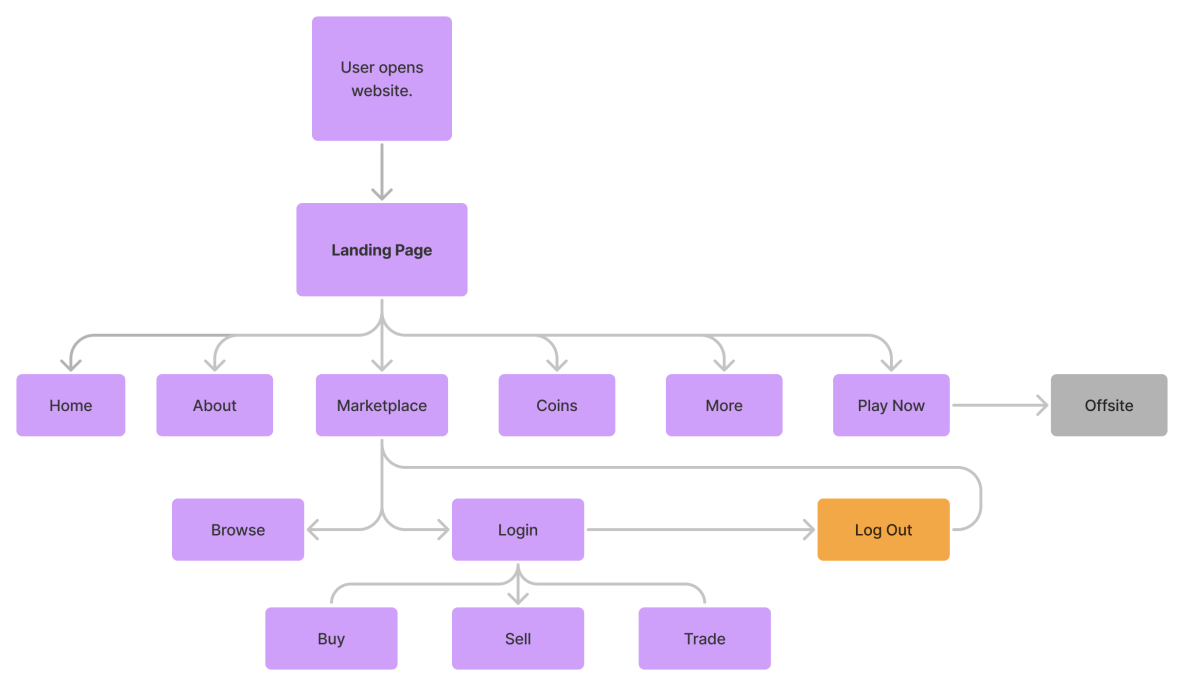 User opens
website.
Landing Page
Home
About
Marketplace
Coins
More
Play Now
Offsite
Browse
Login
Log Out
Buy
Sell
Trade